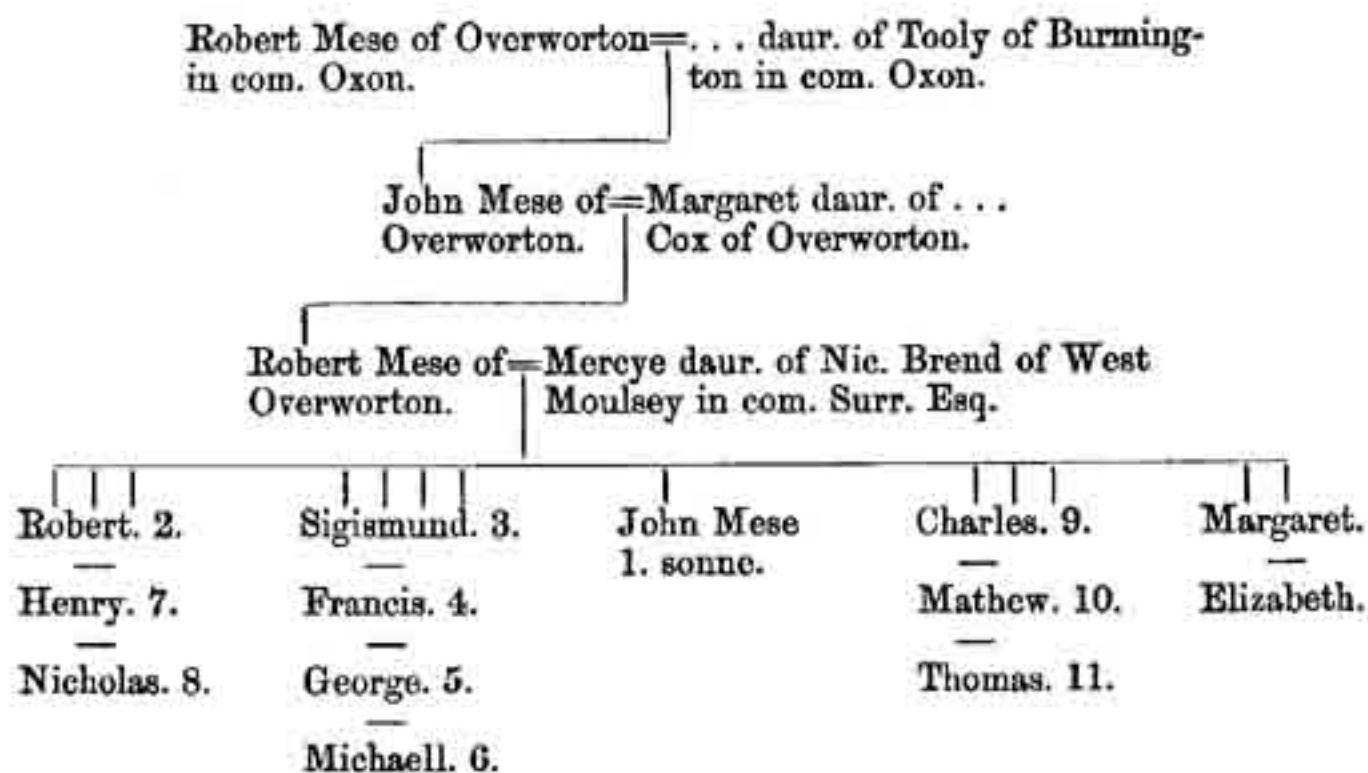 Robert Mese of Overworton=. . . daur. of Tooly of Burming-
in com. Oxon. ton in com. Oxon.
John Mese of=Margaret daur. of . . .
Overworton. Cox of Overworton.
Robert Mese of=Mercye daur. of Nic. Brend of West
Overworton. Moulsey in com. Surr. Esq.
Robert. 2. Sigismund. 3. John Mese Charles. 9. Margaret.
1. sonne.
Henry. 7. Francis. 4. Mathew. 10. Elizabeth.
Nicholas. 8. George. 5. Thomas. 11.
Michaell. 6.